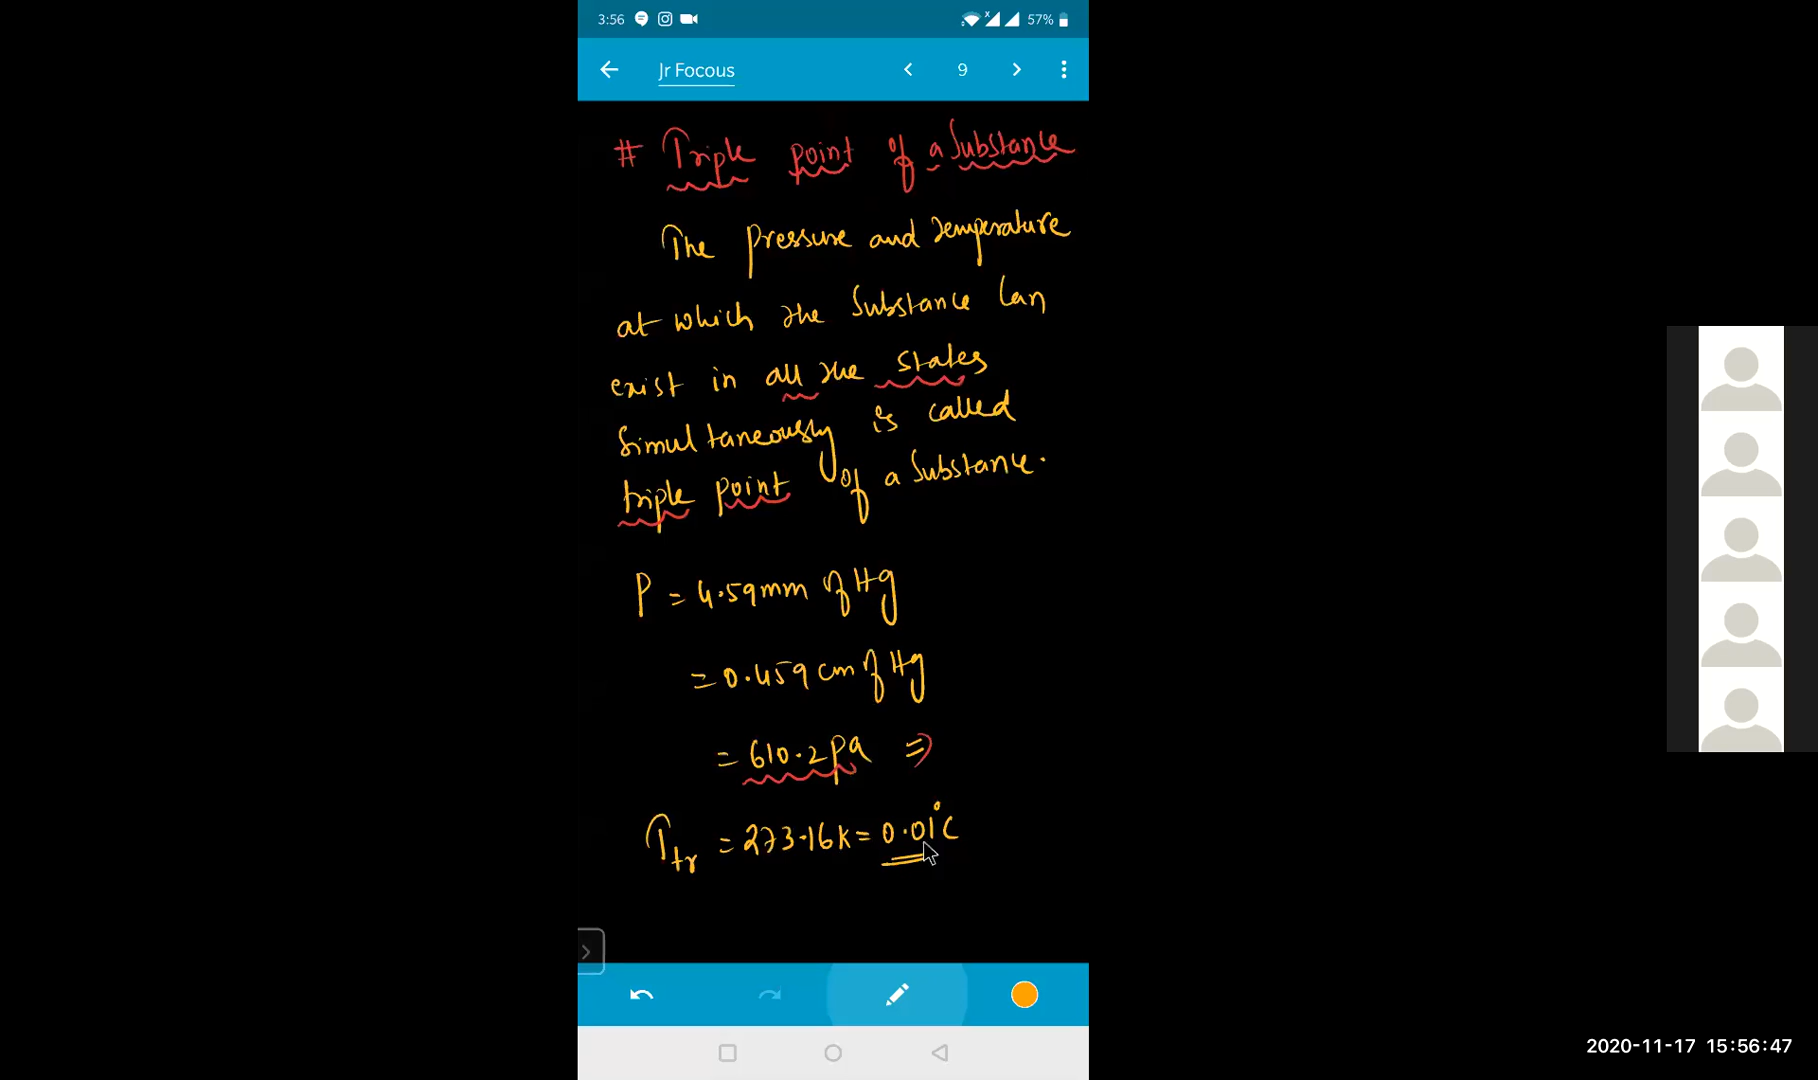 3:56
57%
Jr Focous
9
# Triple point of a Substance
The pressure and temperature
at which the substance can
exist in all the states
simultaneously is called
triple point of a substance.
P = 4.59mm of Hg
= 0.459 cm of Hg
= 610.2 pa ⇒
Ttr = 273.16K = 0.01°C
2020-11-17 15:56:47